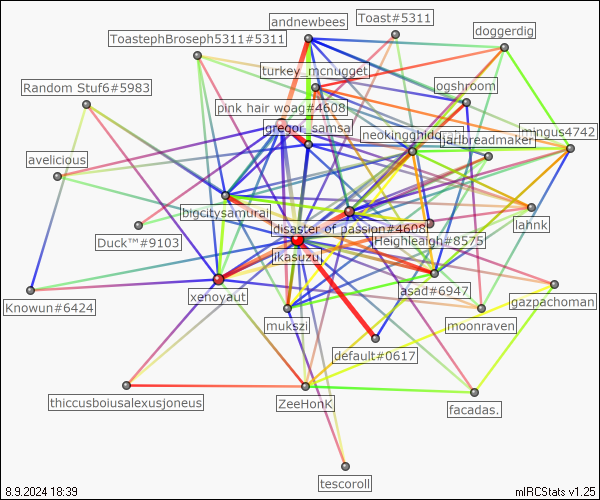 andnewbees
Toast#5311
doggerdig
ToastephBroseph5311#5311
turkey_mcnugget
Random Stuf6#5983
ogshroom
pink hair woag#4608
gregor_samsa
mingus4742
jarlbreadmaker
avelicious
bigcitysamurai
lahnk
disaster of passion#4608
Duck™#9103
Heighleaigh#8575
ikasuzu
asad#6947
xenoyaut
gazpachoman
Knowun#6424
mukszi
moonraven
default#0617
thiccusboiusalexusjoneus
ZeeHonK
facadas.
tescoroll
8.9.2024 18:39
mIRCStats v1.25